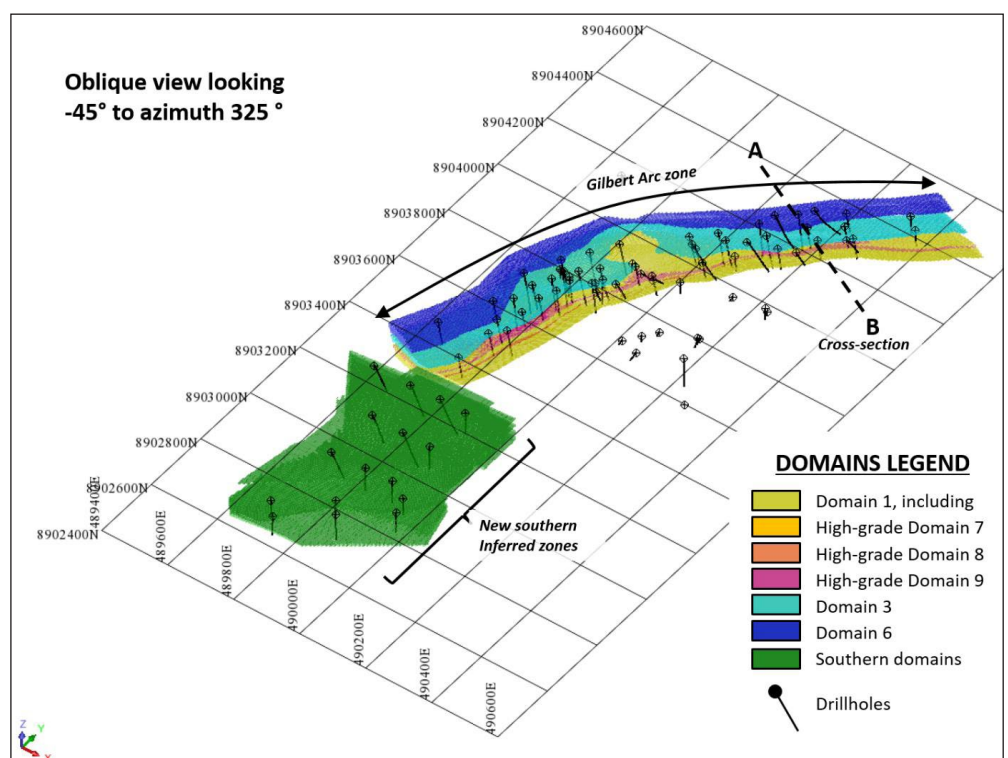 Oblique view looking
-45° to azimuth 325 °
8904600N
8904400N
8904200N
8904000N
8903800N
8903600N
8903400N
8903200N
8903000N
8902800N
8902600N
8902400N
489400E
489600E
489800E
490000E
490200E
490400E
490600E
Gilbert Arc zone
A
B
Cross-section
New southern
Inferred zones
DOMAINS LEGEND
Domain 1, including
High-grade Domain 7
High-grade Domain 8
High-grade Domain 9
Domain 3
Domain 6
Southern domains
Drillholes
Z
Y
X